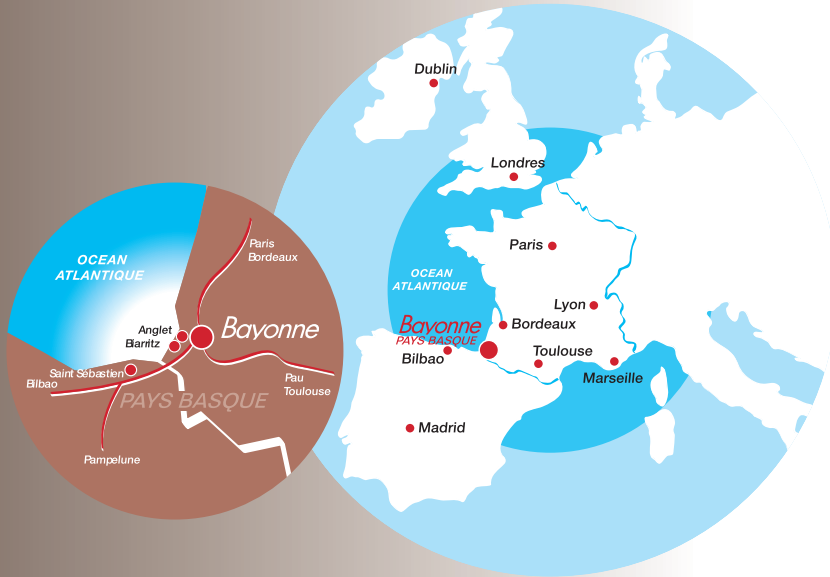 OCEAN
ATLANTIQUE
Paris
Bordeaux
Anglet
Biarritz
Bayonne
Saint Sébastien
Bilbao
PAYS BASQUE
Pau
Toulouse
Pampelune
Dublin
Londres
Paris
OCEAN
ATLANTIQUE
Lyon
Bayonne
Bordeaux
PAYS BASQUE
Bilbao
Toulouse
Marseille
Madrid